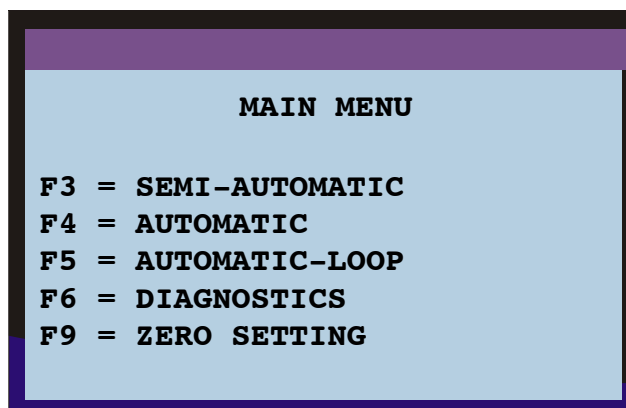 MAIN MENU
F3 = SEMI-AUTOMATIC
F4 = AUTOMATIC
F5 = AUTOMATIC-LOOP
F6 = DIAGNOSTICS
F9 = ZERO SETTING